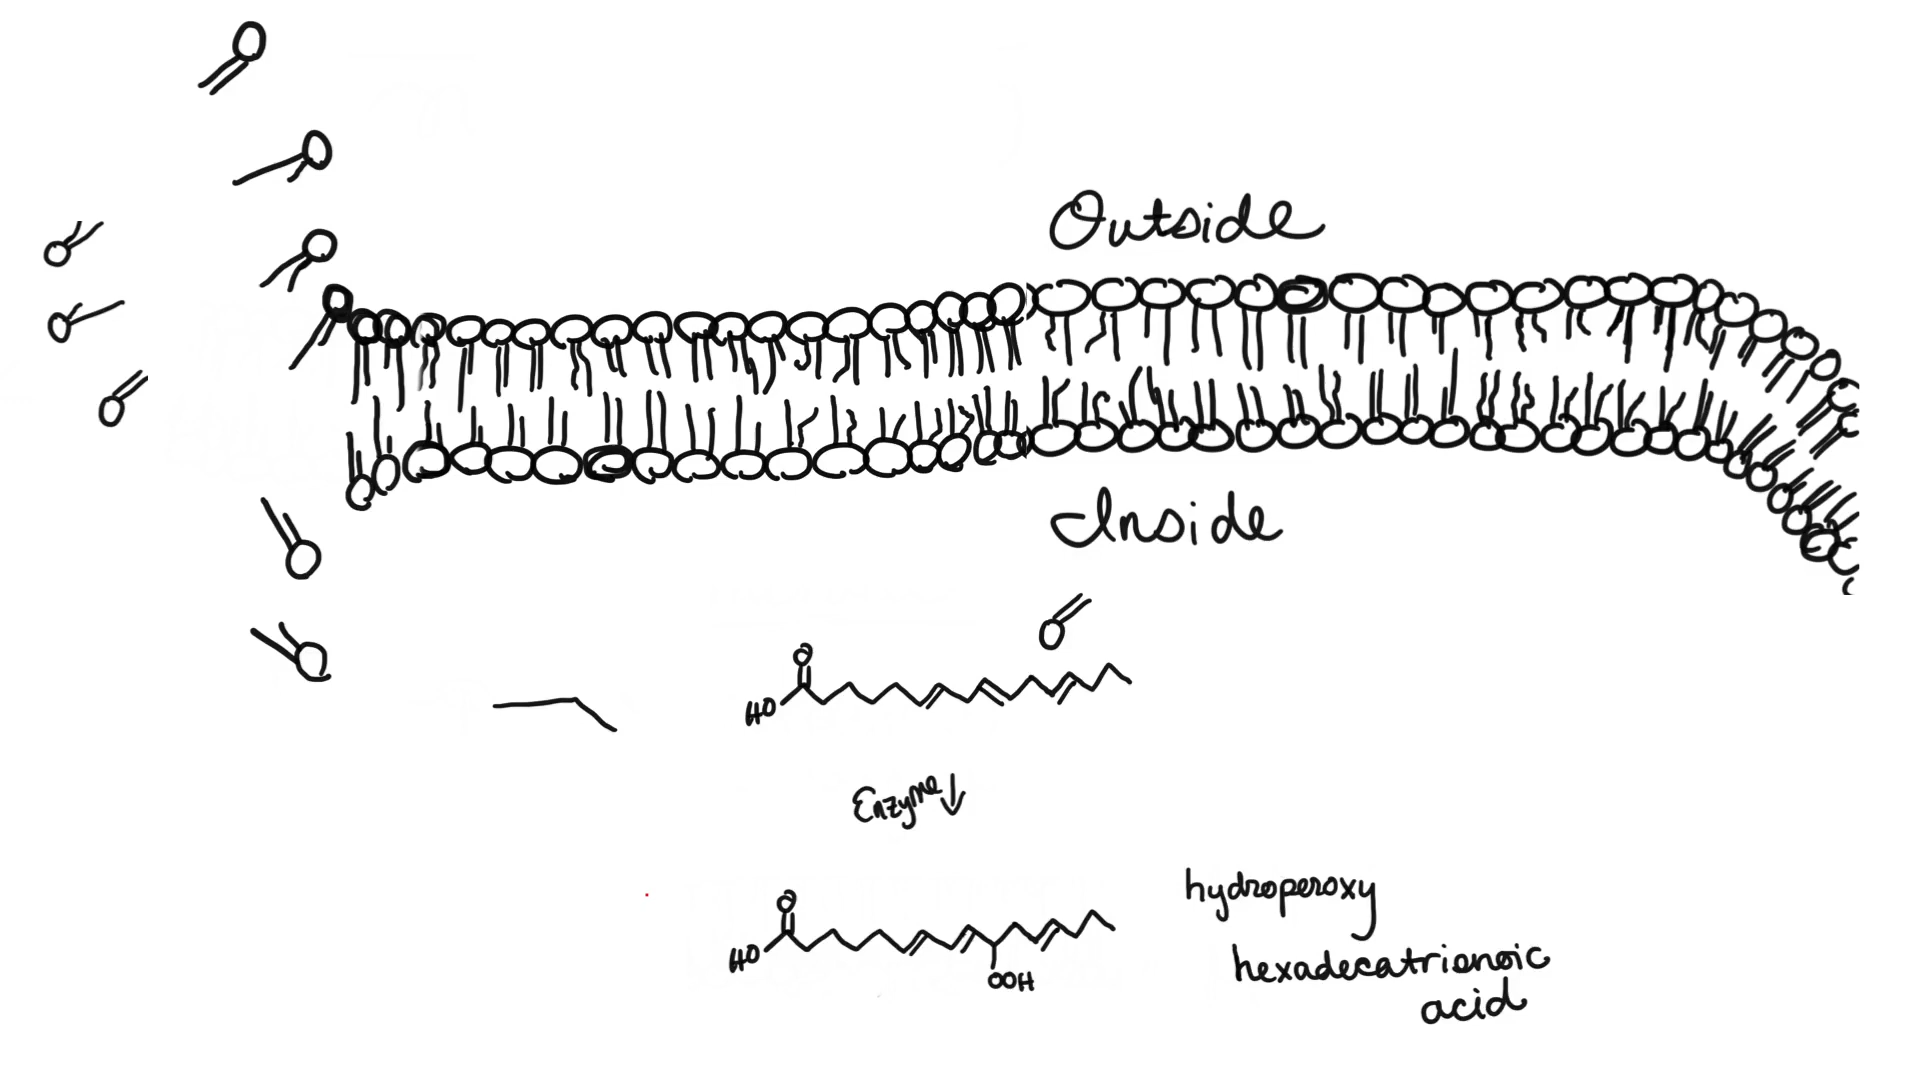 Outside
Inside
O
HO
Enzyme ↓
O
HO
OOH
hydroperoxy
hexadecatrienoic
acid